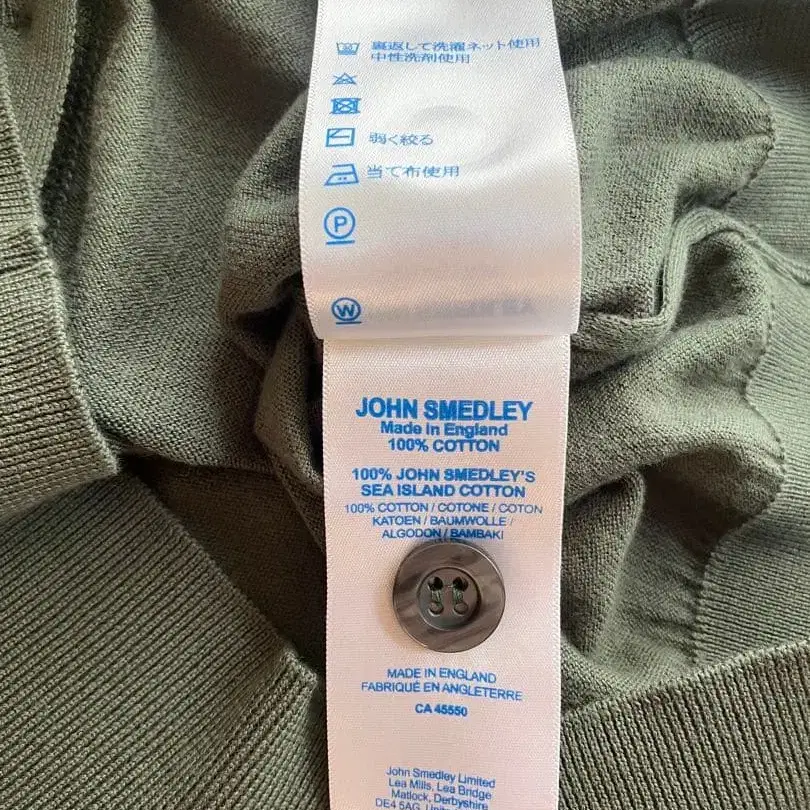 裏返して洗濯ネット使用
中性洗剤使用
弱く絞る
当て布使用
P
W
JOHN SMEDLEY
Made in England
100% COTTON
100% JOHN SMEDLEY'S
SEA ISLAND COTTON
100% COTTON / COTONE / COTON
KATOEN / BAUMWOLLE /
ALGODON / BAMBAKI
MADE IN ENGLAND
FABRIQUÉ EN ANGLETERRE
CA 45550
John Smedley Limited
Lea Mills, Lea Bridge
Matlock, Derbyshire
DE4 5AG,